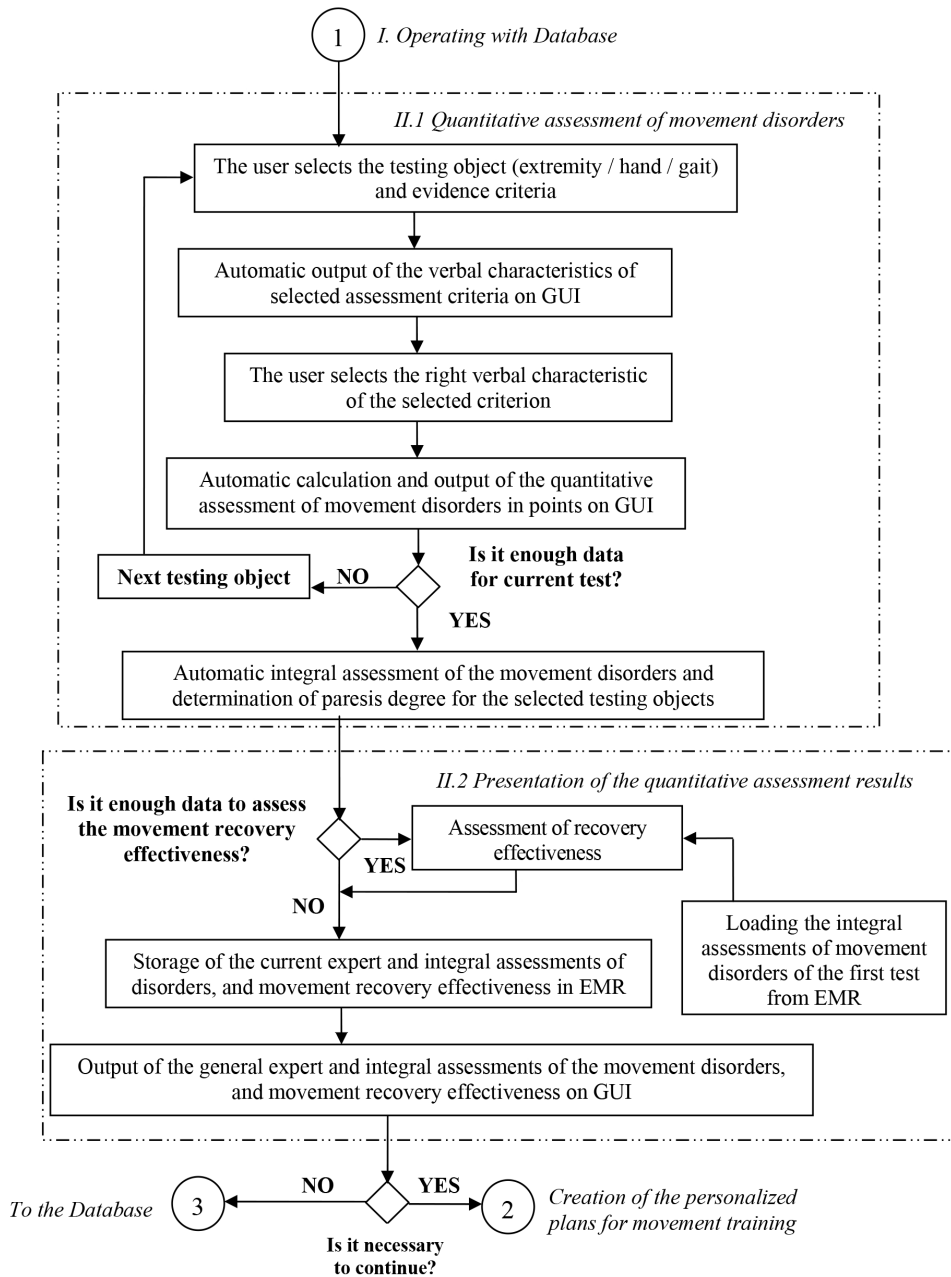 1
I. Operating with Database
II.1 Quantitative assessment of movement disorders
The user selects the testing object (extremity / hand / gait)
and evidence criteria
Automatic output of the verbal characteristics of
selected assessment criteria on GUI
The user selects the right verbal characteristic
of the selected criterion
Automatic calculation and output of the quantitative
assessment of movement disorders in points on GUI
Is it enough data
for current test?
Next testing object
NO
YES
Automatic integral assessment of the movement disorders and
determination of paresis degree for the selected testing objects
II.2 Presentation of the quantitative assessment results
Is it enough data to assess
the movement recovery
effectiveness?
Assessment of recovery
effectiveness
YES
NO
Loading the integral
assessments of movement
disorders of the first test
from EMR
Storage of the current expert and integral assessments of
disorders, and movement recovery effectiveness in EMR
Output of the general expert and integral assessments of the movement disorders,
and movement recovery effectiveness on GUI
NO
YES
To the Database
3
2
Creation of the personalized
plans for movement training
Is it necessary
to continue?